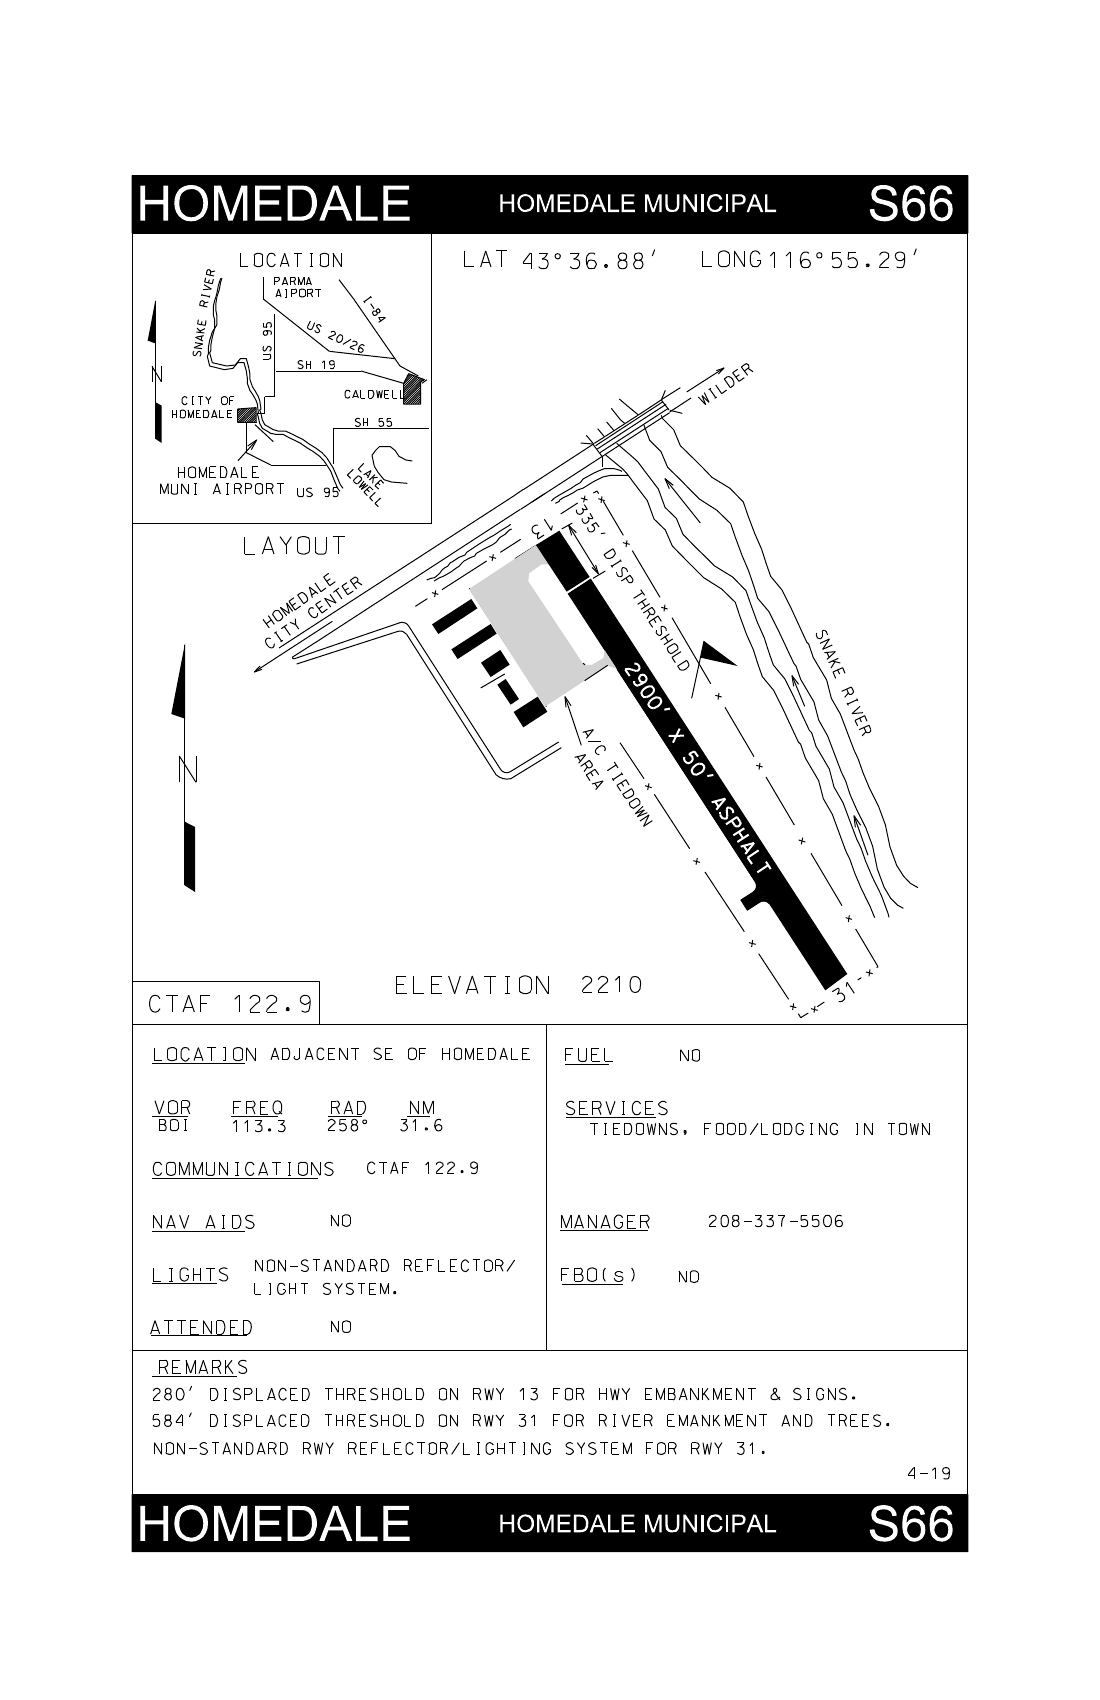 HOMEDALE HOMEDALE MUNICIPAL S66
LOCATION
LAT 43°36.88' LONG 116°55.29'
PARMA
AIPORT
I-84
SNAKE RIVER
US 95
US 20/26
SH 19
N
CITY OF
HOMEDALE
CALDWELL
SH 55
HOMEDALE
MUNI AIRPORT
US 95
LAKE
LOWELL
LAYOUT
WILDER
HOMEDALE
CITY CENTER
13
335' DISP THRESHOLD
SNAKE RIVER
2900' X 50' ASPHALT
A/C TIEDOWN
AREA
N
31
ELEVATION 2210
CTAF 122.9
LOCATION ADJACENT SE OF HOMEDALE
VOR FREQ RAD NM
BOI 113.3 258° 31.6
COMMUNICATIONS CTAF 122.9
NAV AIDS NO
LIGHTS NON-STANDARD REFLECTOR/
LIGHT SYSTEM.
ATTENDED NO
FUEL NO
SERVICES
TIEDOWNS, FOOD/LODGING IN TOWN
MANAGER 208-337-5506
FBO(s) NO
REMARKS
280' DISPLACED THRESHOLD ON RWY 13 FOR HWY EMBANKMENT & SIGNS.
584' DISPLACED THRESHOLD ON RWY 31 FOR RIVER EMANKMENT AND TREES.
NON-STANDARD RWY REFLECTOR/LIGHTING SYSTEM FOR RWY 31.
4-19
HOMEDALE HOMEDALE MUNICIPAL S66